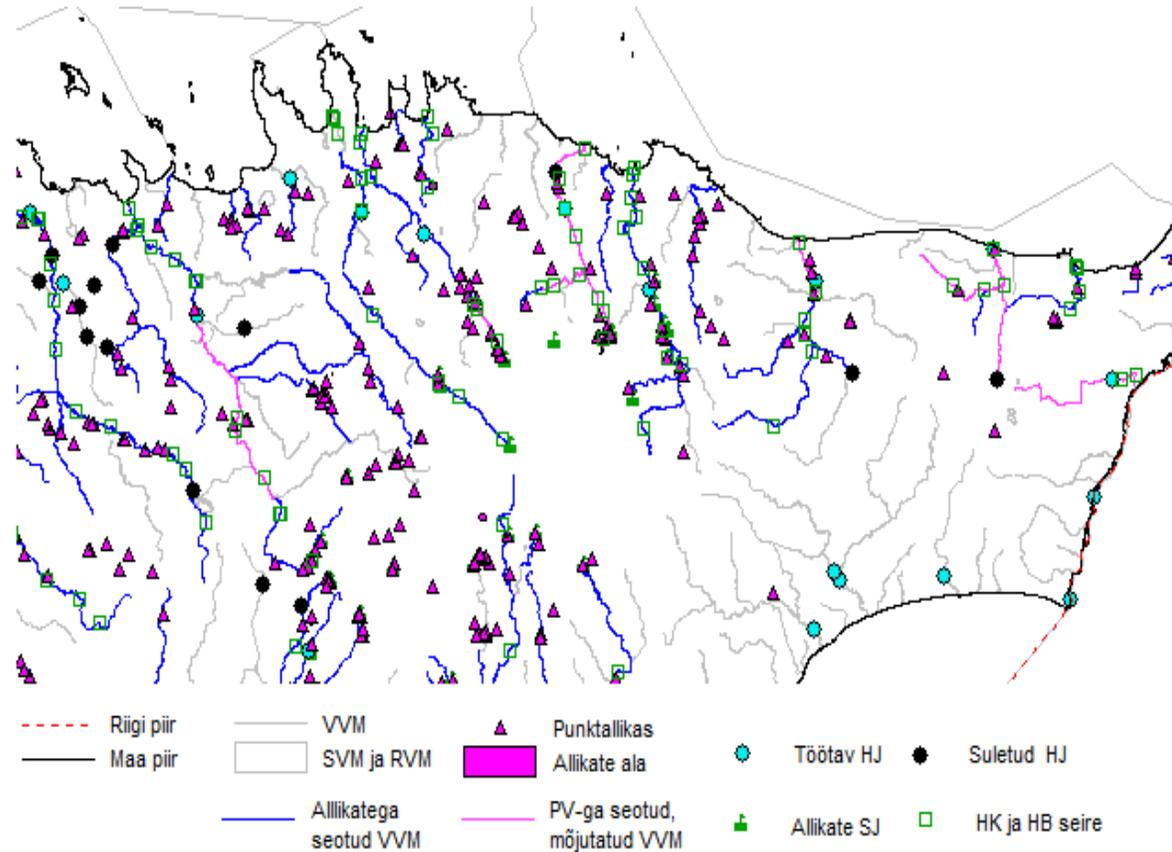 Riigi piir
Maa piir
VVM
SVM ja RVM
Punktallikas
Allikate ala
Töötav HJ
Suletud HJ
Alllikatega
seotud VVM
PV-ga seotud,
mõjutatud VVM
Allikate SJ
HK ja HB seire